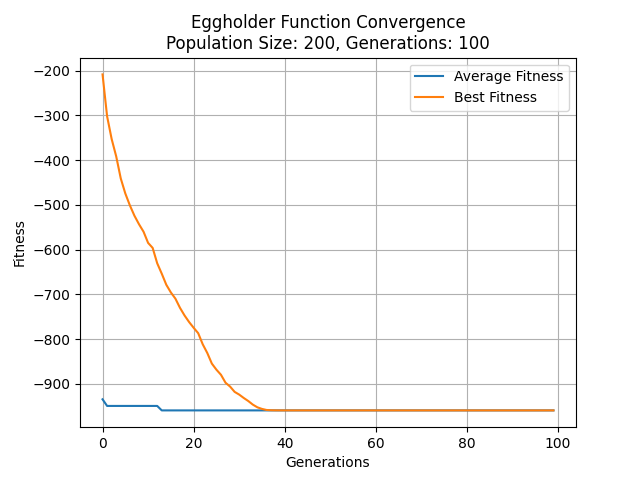 Eggholder Function Convergence
Population Size: 200, Generations: 100
Average Fitness
Best Fitness
−200
−300
−400
−500
−600
−700
−800
−900
Fitness
0 20 40 60 80 100
Generations